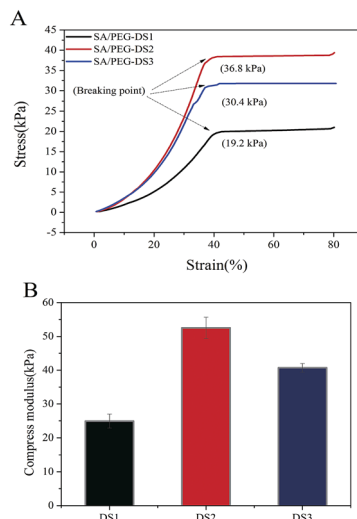 A
SA/PEG-DS1
SA/PEG-DS2
SA/PEG-DS3
(36.8 kPa)
(Breaking point)
(30.4 kPa)
(19.2 kPa)
45
40
35
30
25
20
15
10
5
0
-5
Stress(kPa)
0 20 40 60 80
Strain(%)
B
60
50
40
30
20
10
0
Compress modulus(kPa)
DS1 DS2 DS3